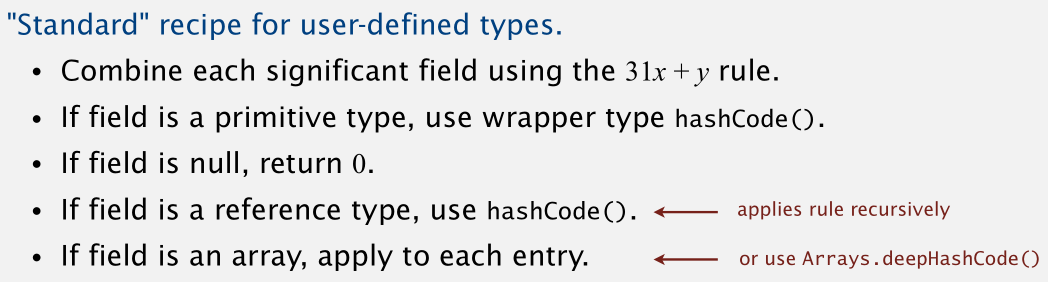 "Standard" recipe for user-defined types.
• Combine each significant field using the 31x + y rule.
• If field is a primitive type, use wrapper type hashCode().
• If field is null, return 0.
• If field is a reference type, use hashCode(). applies rule recursively
• If field is an array, apply to each entry. or use Arrays.deepHashCode()